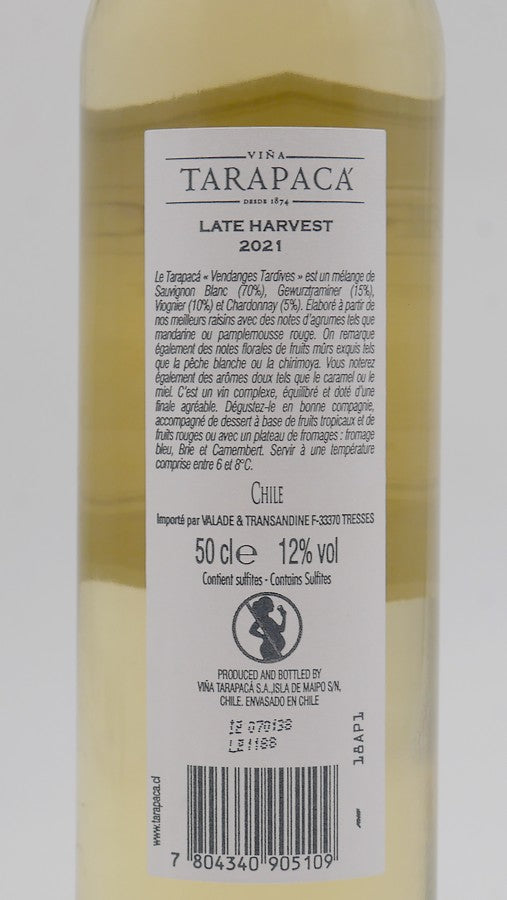 VIÑA
TARAPACÁ
DESDE 1874
LATE HARVEST
2021
Le Tarapacá « Vendanges Tardives » est un mélange de
Sauvignon Blanc (70%), Gewurztraminer (15%),
Viognier (10%) et Chardonnay (5%). Élaboré à partir de
nos meilleurs raisins avec des notes d'agrumes tels que
mandarine ou pamplemousse rouge. On remarque
également des notes florales de fruits mûrs exquis tels
que la pêche blanche ou la chirimoya. Vous noterez
également des arômes doux tels que le caramel ou le
miel. C'est un vin complexe, équilibré et doté d'une
finale agréable. Dégustez-le en bonne compagnie,
accompagné de dessert à base de fruits tropicaux et de
fruits rouges ou avec un plateau de fromages : fromage
bleu, Brie et Camembert. Servir à une température
comprise entre 6 et 8°C.
CHILE
Importé par VALADE & TRANSANDINE F-33370 TRESSES
50 cl e 12% vol
Contient sulfites - Contains Sulfites
PRODUCED AND BOTTLED BY
VIÑA TARAPACÁ S.A.,ISLA DE MAIPO S/N,
CHILE. ENVASADO EN CHILE
LE 070138
LE1188
18AP1
www.tarapaca.cl
7 804340 905109